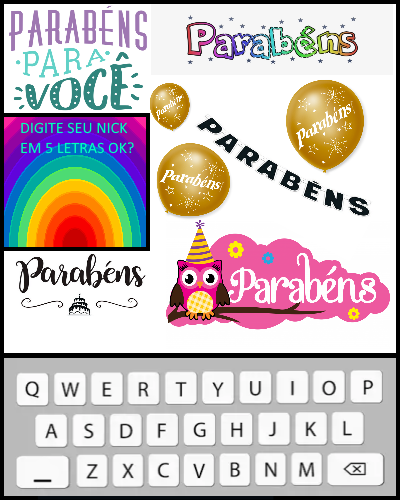 PARABÉNS
PARA
VOCÊ
Parabéns
DIGITE SEU NICK
EM 5 LETRAS OK?
Parabéns
Parabéns
Parabéns
PARABÉNS
Parabéns
Parabéns
Q W E R T Y U I O P
A S D F G H J K L
_ Z X C V B N M